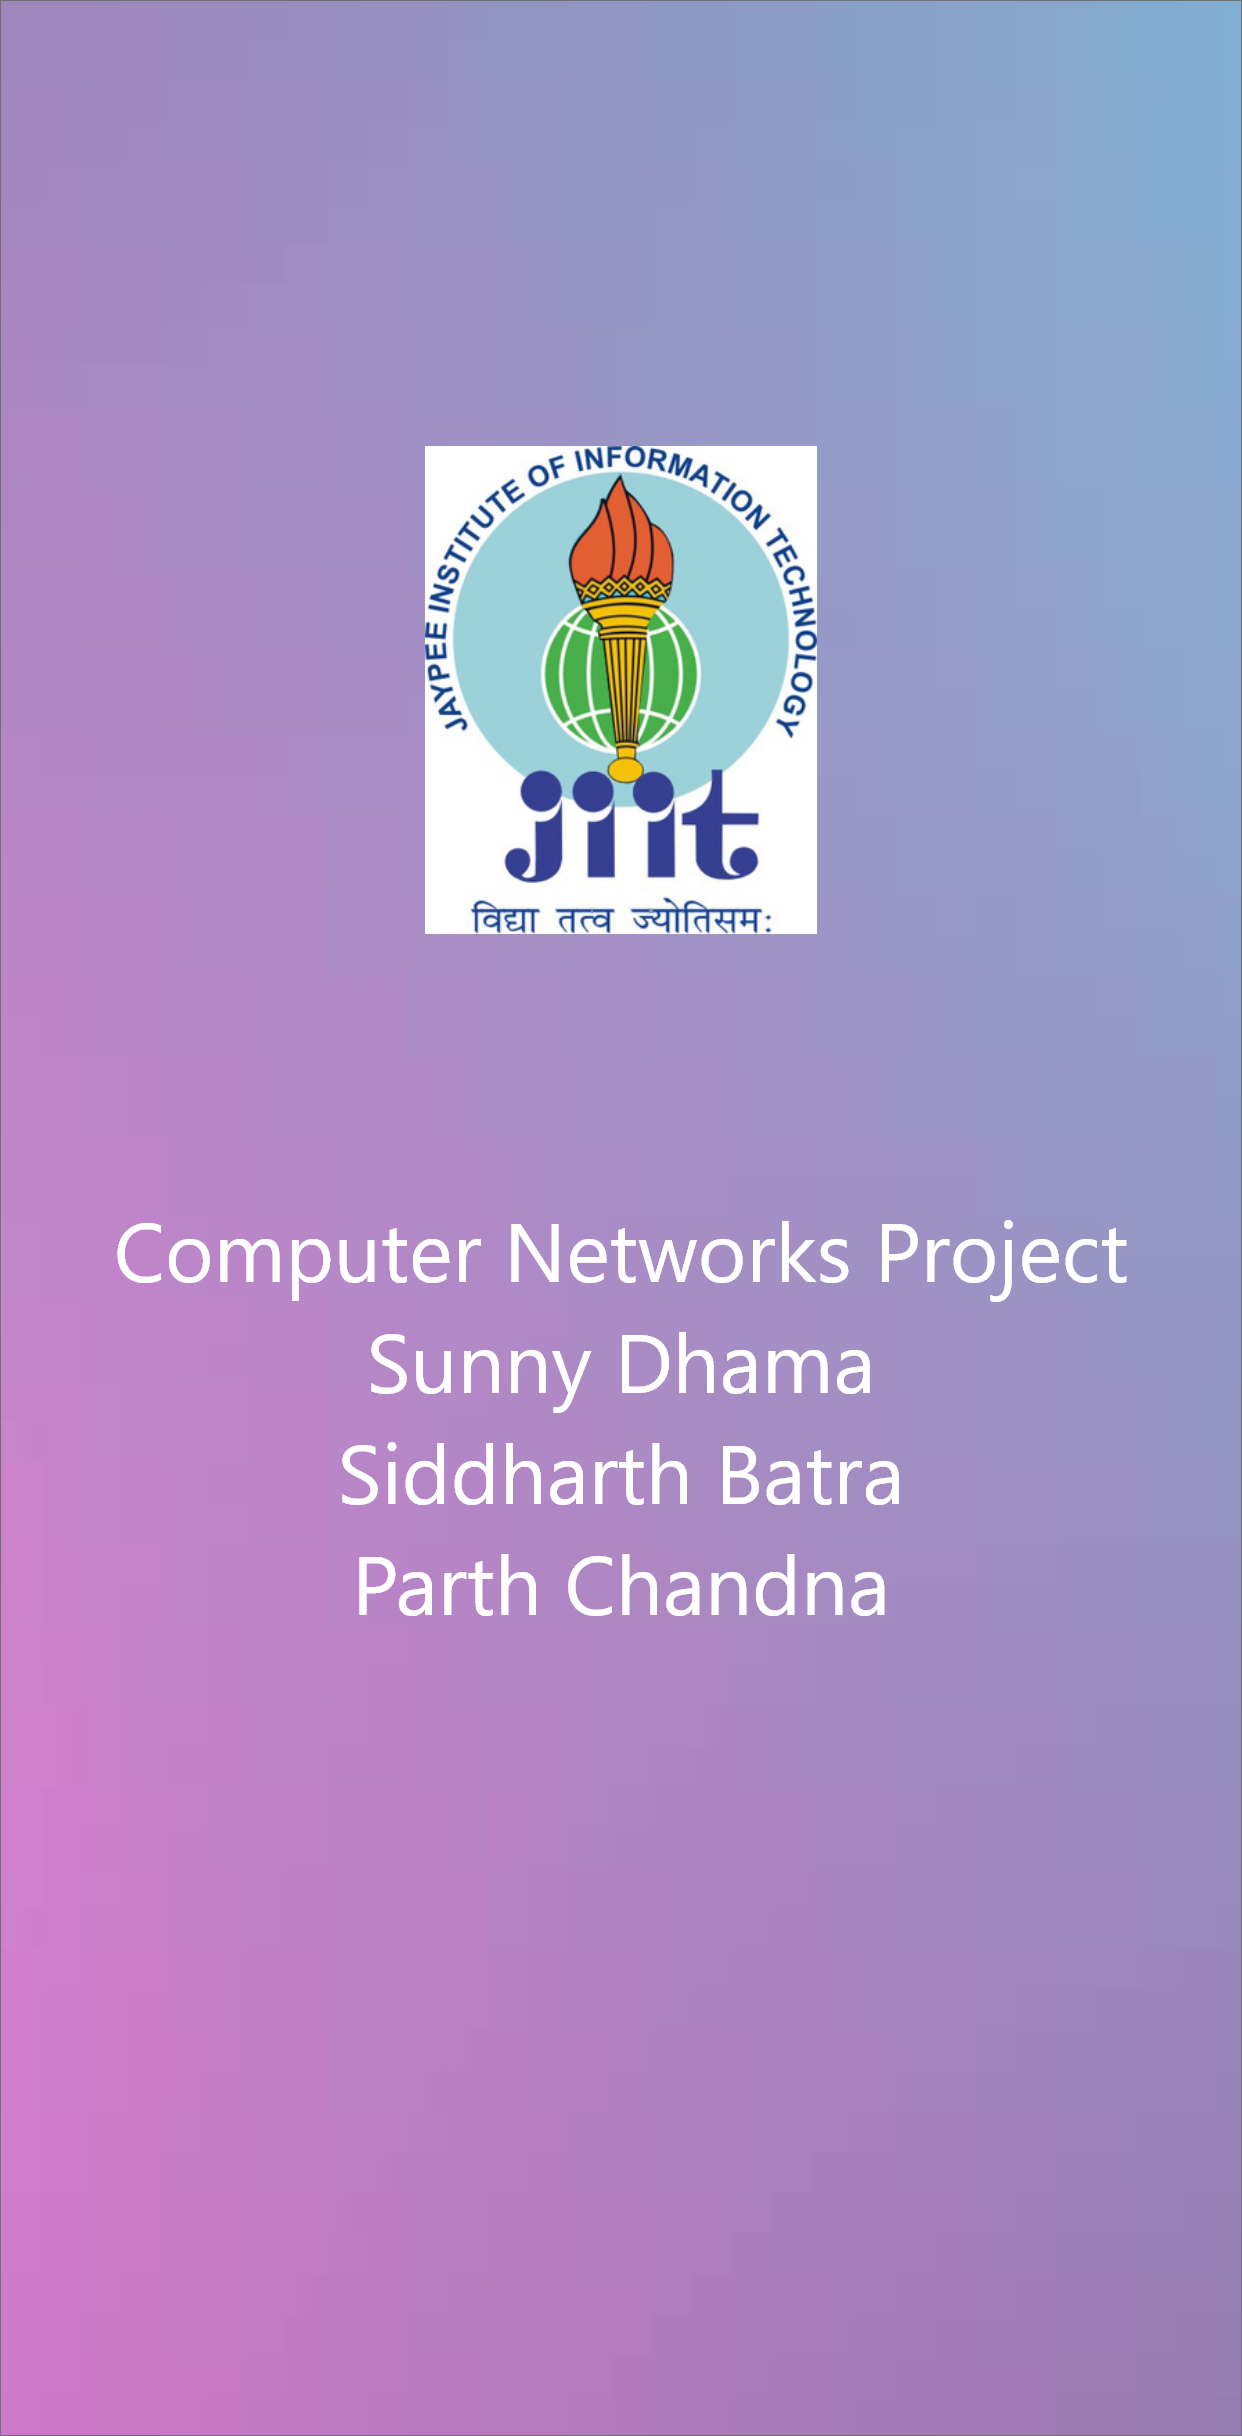 JAYPEE INSTITUTE OF INFORMATION TECHNOLOGY
jiit
विद्या तत्व ज्योतिसम:
Computer Networks Project
Sunny Dhama
Siddharth Batra
Parth Chandna